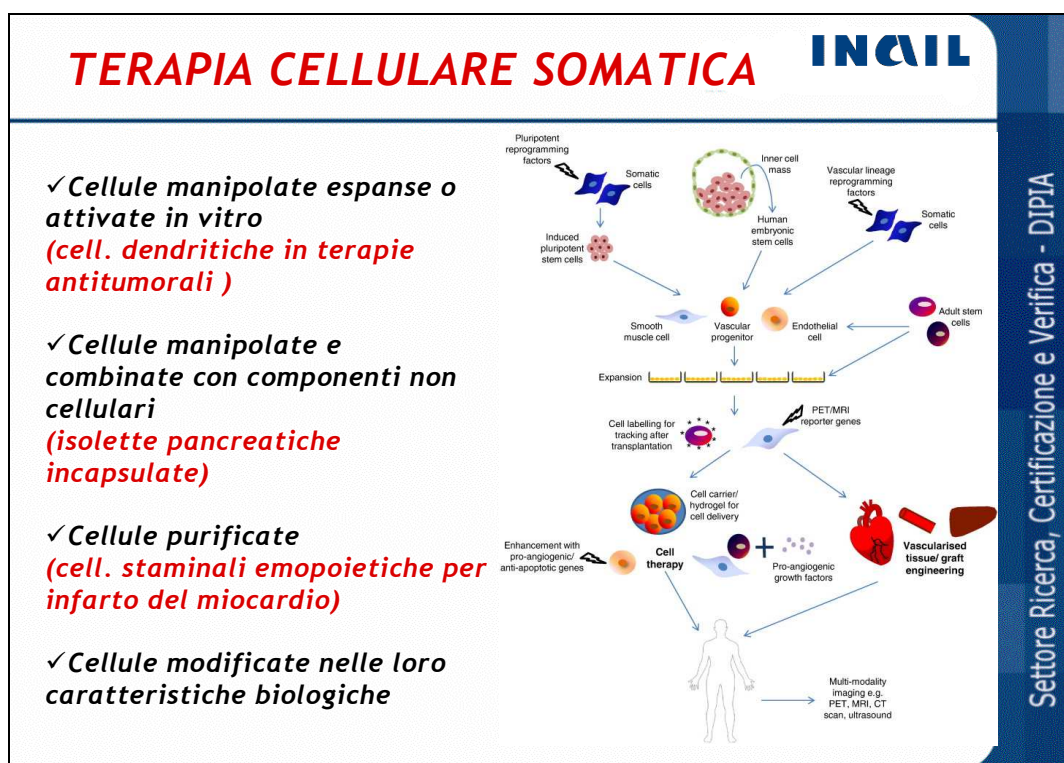 TERAPIA CELLULARE SOMATICA
INAIL
✓Cellule manipolate espanse o
attivate in vitro
(cell. dendritiche in terapie
antitumorali )
✓Cellule manipolate e
combinate con componenti non
cellulari
(isolette pancreatiche
incapsulate)
✓Cellule purificate
(cell. staminali emopoietiche per
infarto del miocardio)
✓Cellule modificate nelle loro
caratteristiche biologiche
Pluripotent
reprogramming
factors
Somatic
cells
Inner cell
mass
Vascular lineage
reprogramming
factors
Somatic
cells
Induced
pluripotent
stem cells
Human
embryonic
stem cells
Smooth
muscle cell
Vascular
progenitor
Endothelial
cell
Adult stem
cells
Expansion
Cell labelling for
tracking after
transplantation
PET/MRI
reporter genes
Cell carrier/
hydrogel for
cell delivery
Enhancement with
pro-angiogenic/
anti-apoptotic genes
Cell
therapy
+
Pro-angiogenic
growth factors
Vascularised
tissue/ graft
engineering
Multi-modality
imaging e.g.
PET, MRI, CT
scan, ultrasound
Settore Ricerca, Certificazione e Verifica - DIPIA